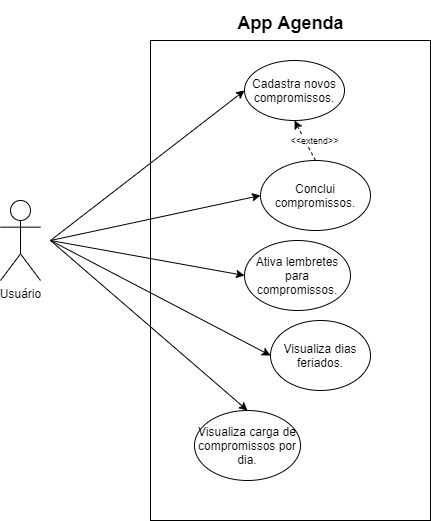 App Agenda
Cadastra novos
compromissos.
<<extend>>
Conclui
compromissos.
Ativa lembretes
para
compromissos.
Usuário
Visualiza dias
feriados.
Visualiza carga de
compromissos por
dia.